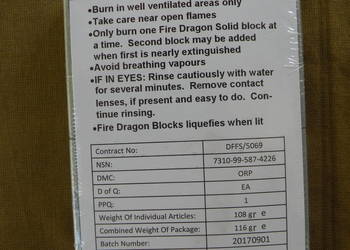 •Burn in well ventilated areas only
•Take care near open flames
•Only burn one Fire Dragon Solid block at
a time. Second block may be added
when first is nearly extinguished
•Avoid breathing vapours
•IF IN EYES: Rinse cautiously with water
for several minutes. Remove contact
lenses, if present and easy to do. Con-
tinue rinsing.
•Fire Dragon Blocks liquefies when lit
Contract No: DFFS/5069
NSN: 7310-99-587-4226
DMC: ORP
D of Q: EA
PPQ: 1
Weight Of Individual Articles: 108 gr e
Combined Weight Of Package: 116 gr e
Batch Number: 20170901